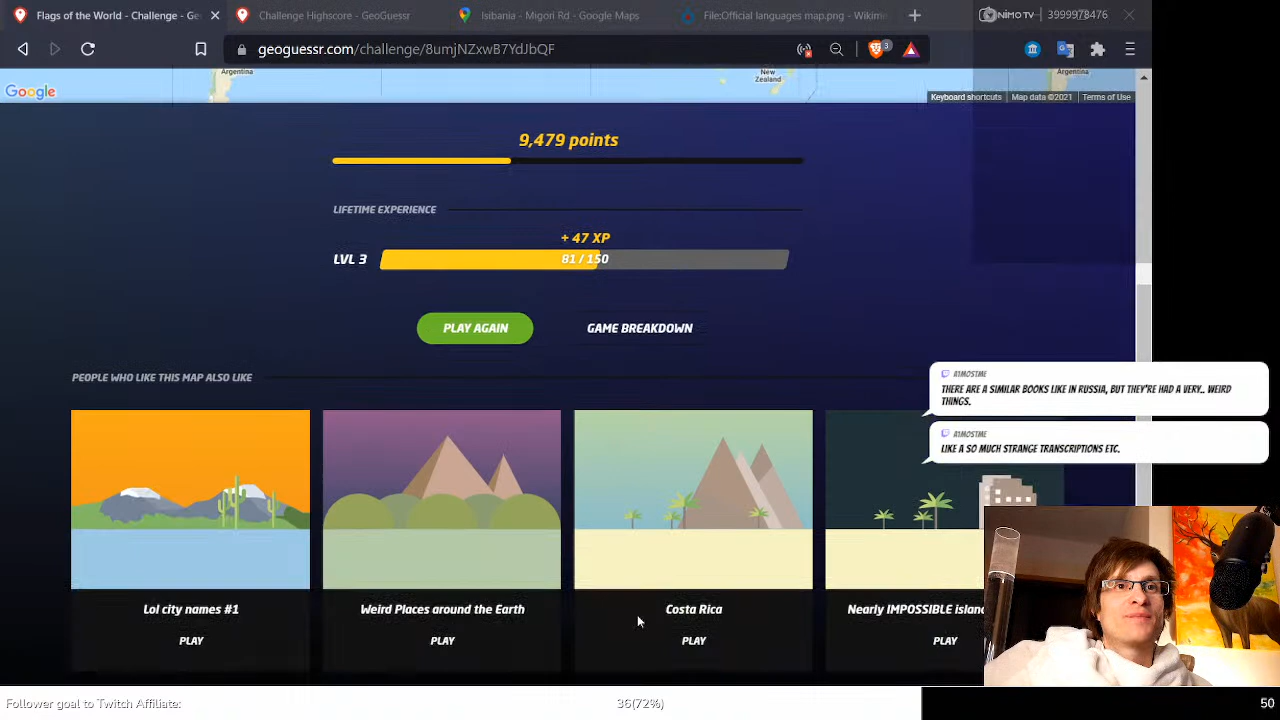 Flags of the World - Challenge - Ge
Challenge Highscore - GeoGuessr
Isibania - Migori Rd - Google Maps
File:Official languages map.png - Wikim
NIMO TV
3999978476
geoguessr.com/challenge/8umjNZxwB7YdJbQF
3
Argentina
New
Zealand
Argentina
Google
Keyboard shortcuts
Map data ©2021
Terms of Use
9,479 points
LIFETIME EXPERIENCE
+ 47 XP
LVL 3
81 / 150
PLAY AGAIN
GAME BREAKDOWN
PEOPLE WHO LIKE THIS MAP ALSO LIKE
A1MOSTME
THERE ARE A SIMILAR BOOKS LIKE IN RUSSIA, BUT THEY'RE HAD A VERY.. WEIRD
THINGS.
A1MOSTME
LIKE A SO MUCH STRANGE TRANSCRIPTIONS ETC.
Lol city names #1
Weird Places around the Earth
Costa Rica
Nearly IMPOSSIBLE islan
PLAY
PLAY
PLAY
PLAY
Follower goal to Twitch Affiliate:
36(72%)
50